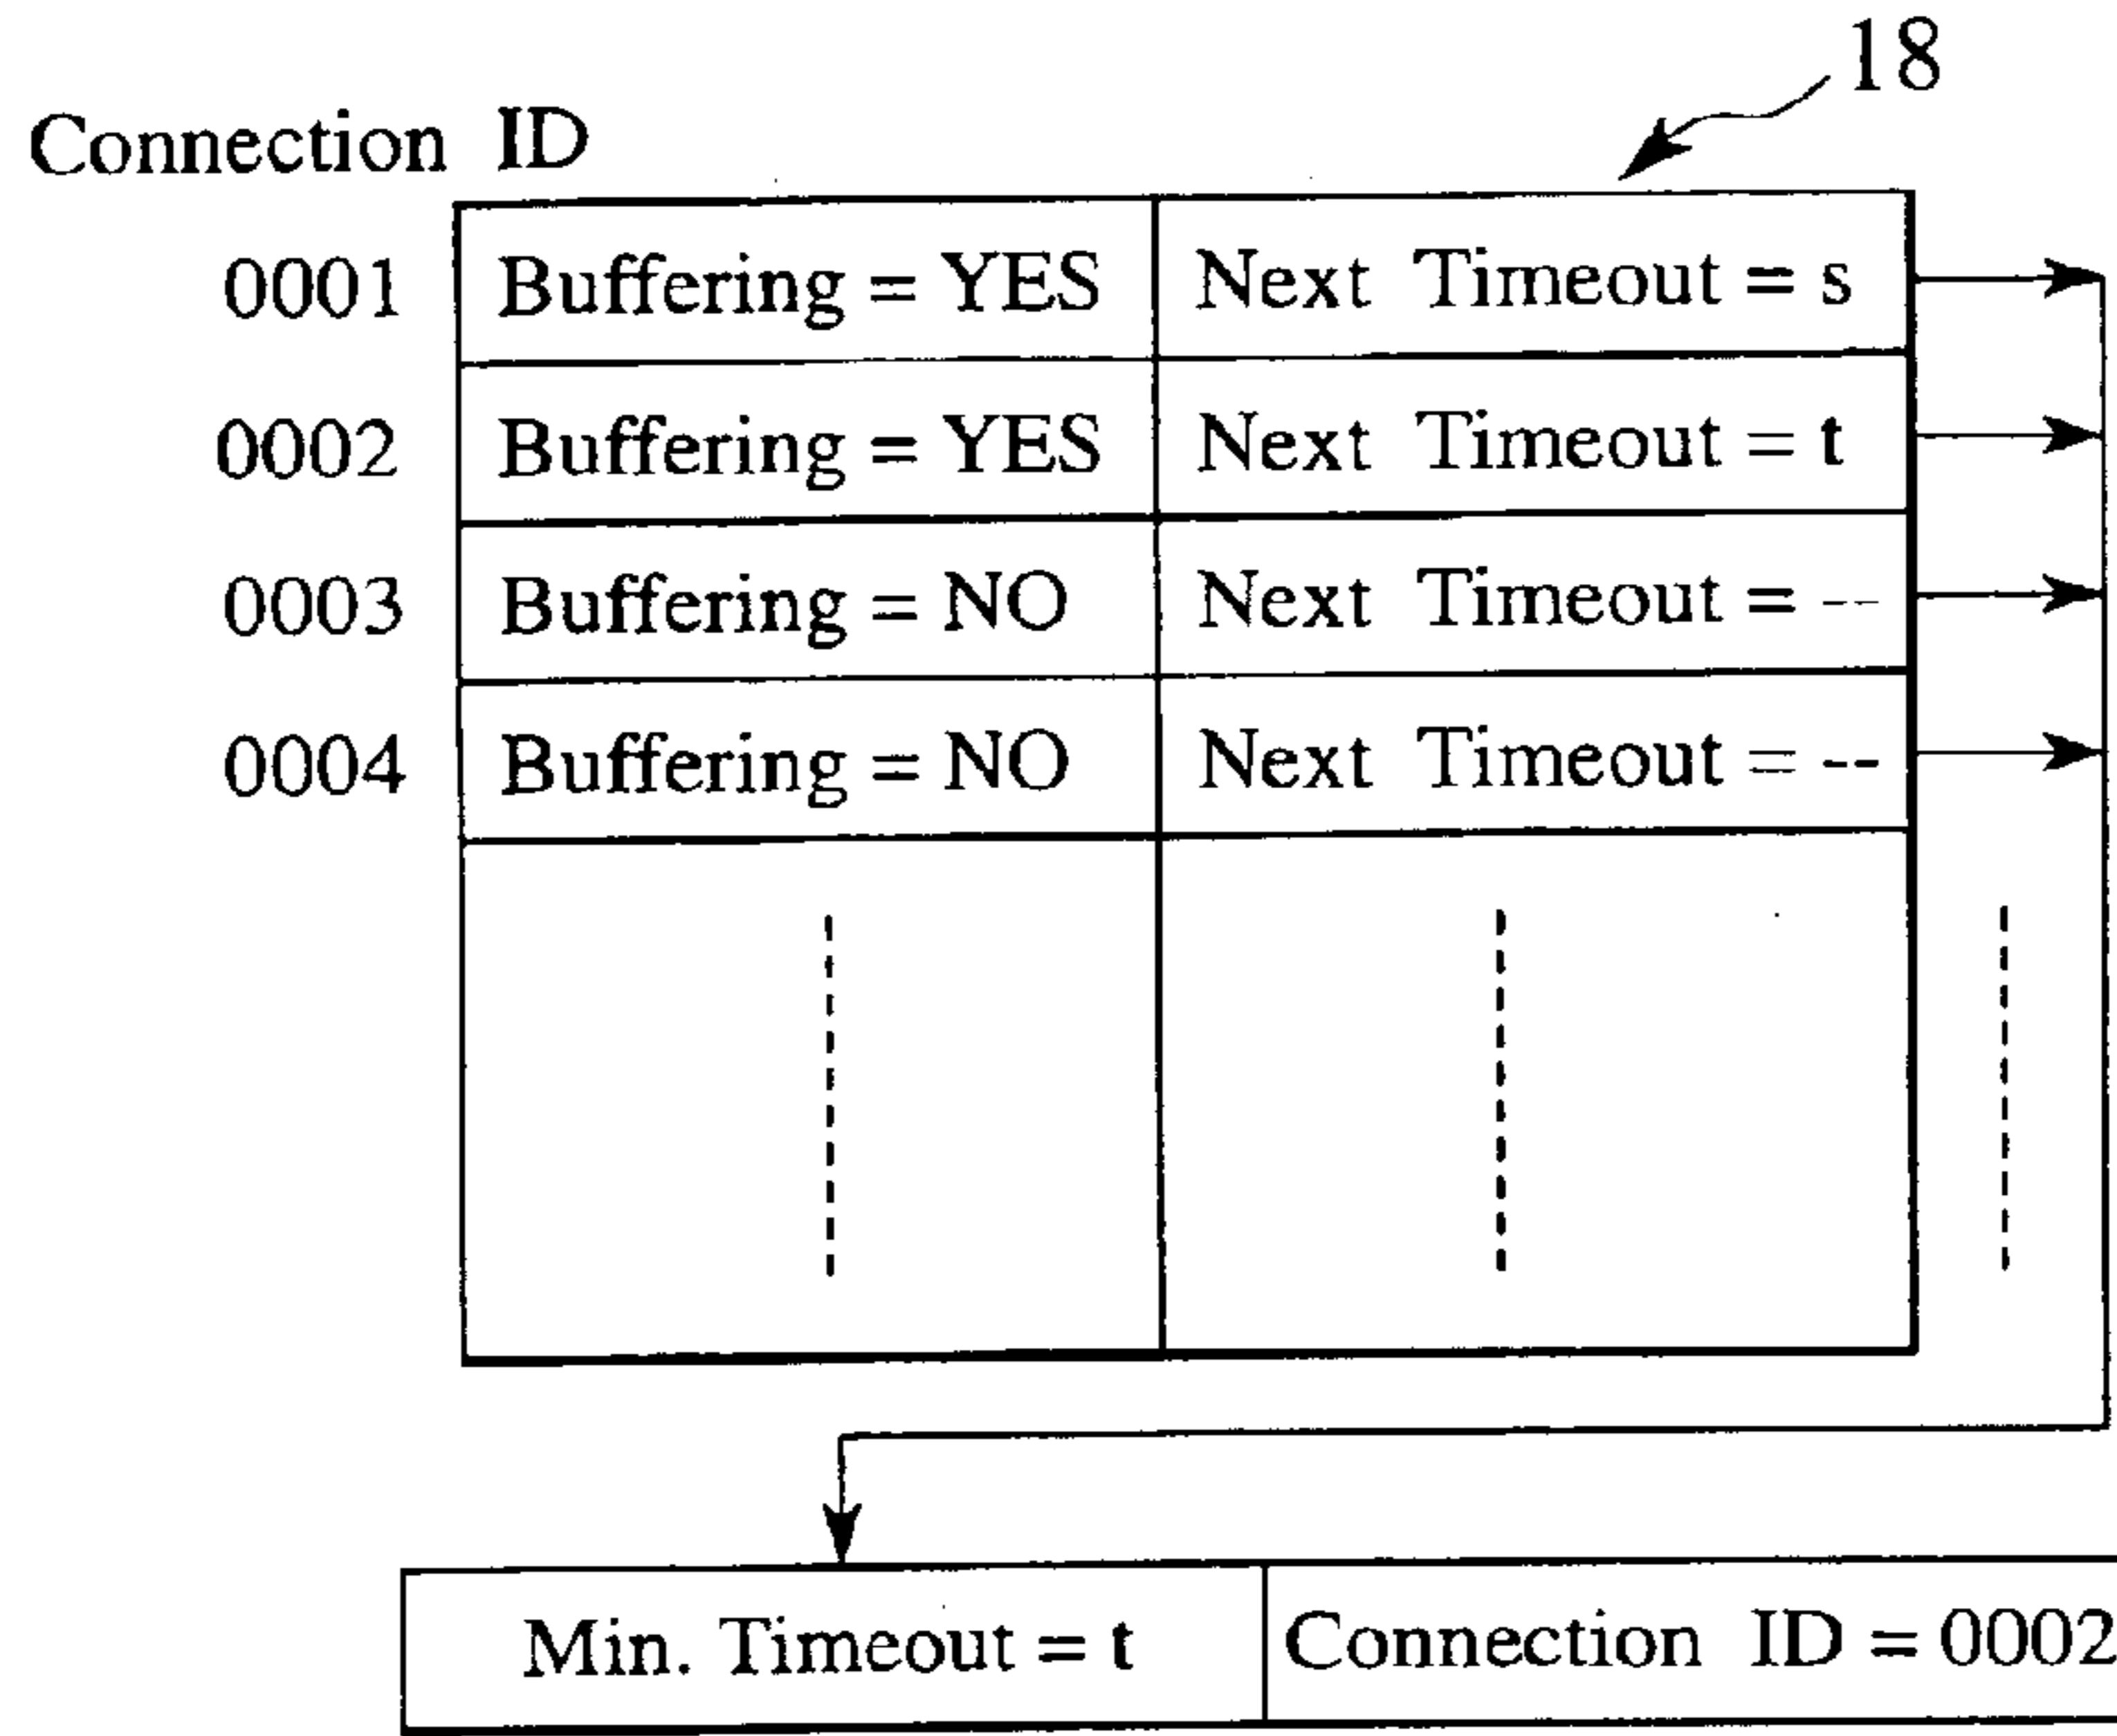 18
Connection ID
0001 Buffering = YES Next Timeout = s
0002 Buffering = YES Next Timeout = t
0003 Buffering = NO Next Timeout = --
0004 Buffering = NO Next Timeout = --
Min. Timeout = t Connection ID = 0002